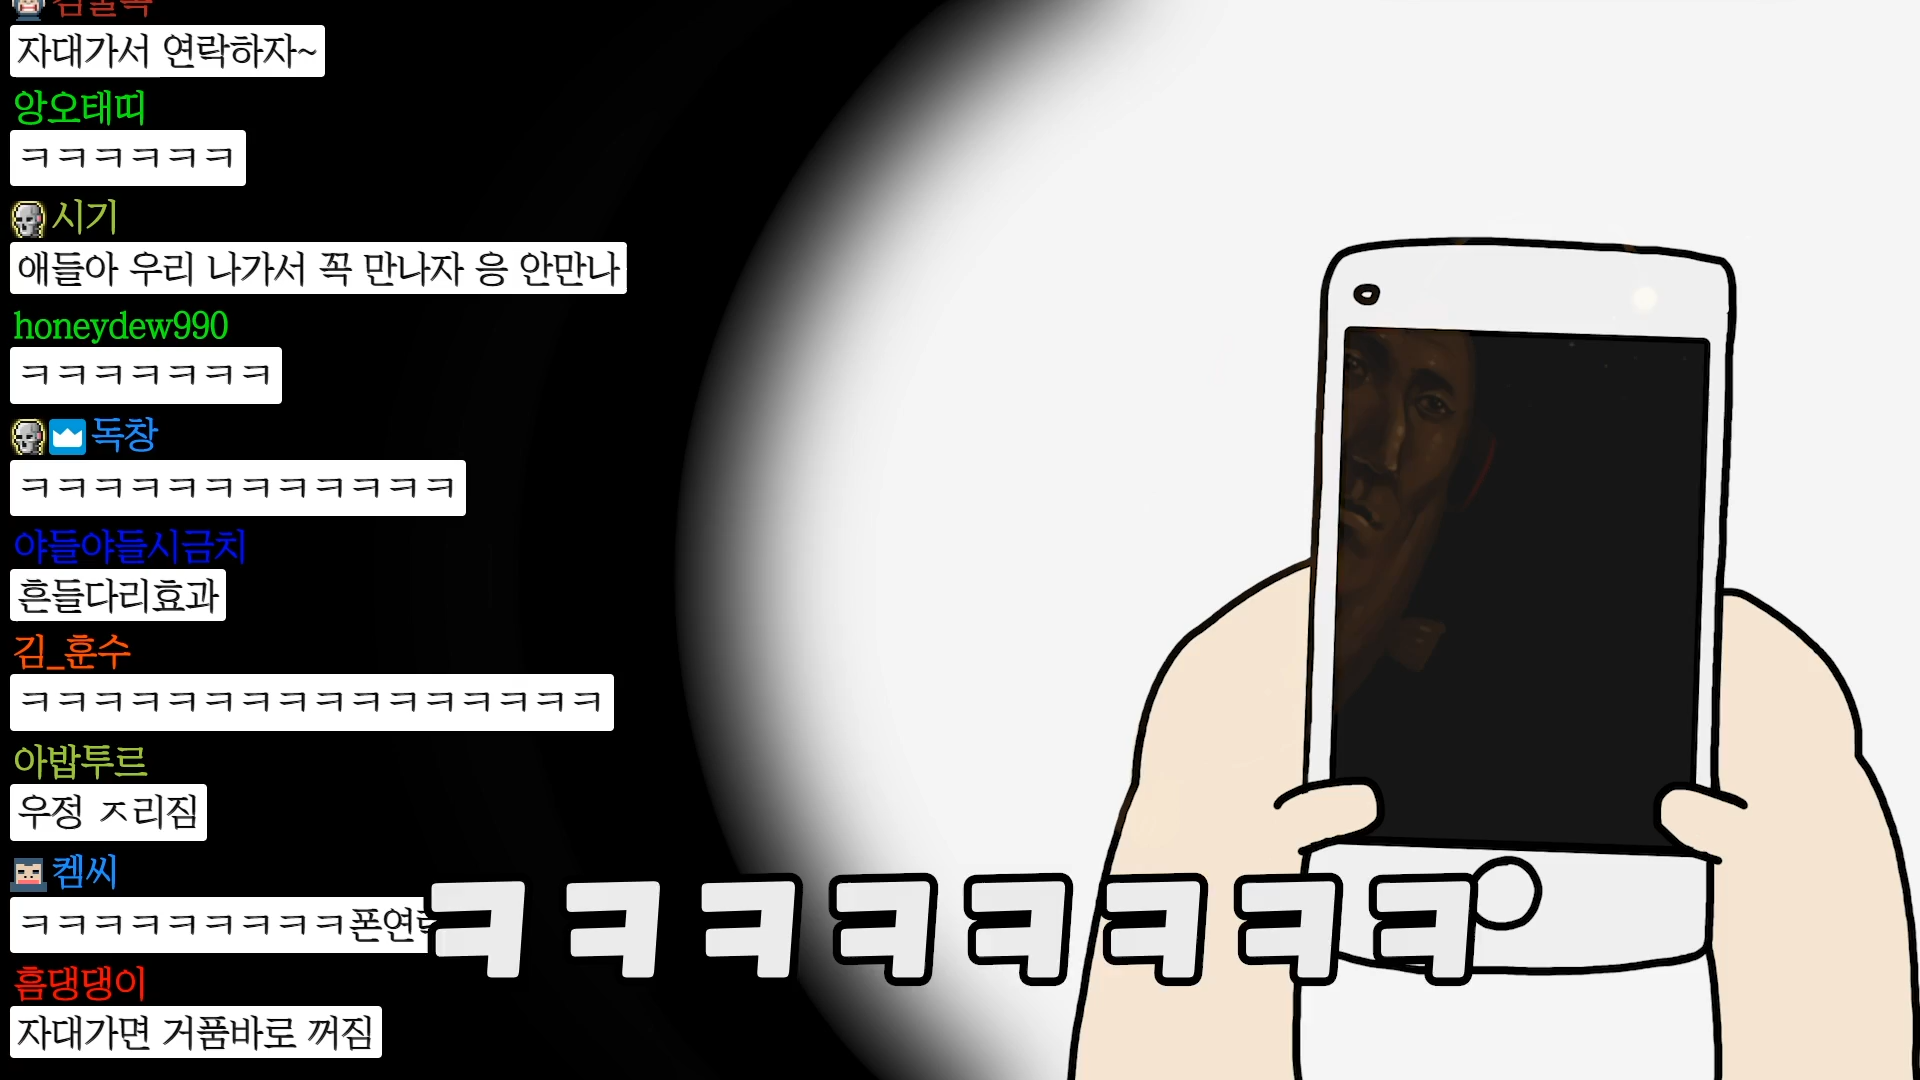 자대가서 연락하자~
앙오태띠
ㅋㅋㅋㅋㅋㅋ
시기
애들아 우리 나가서 꼭 만나자 응 안만나
honeydew990
ㅋㅋㅋㅋㅋㅋㅋ
독창
ㅋㅋㅋㅋㅋㅋㅋㅋㅋㅋㅋㅋ
야들야들시금치
흔들다리효과
김_훈수
ㅋㅋㅋㅋㅋㅋㅋㅋㅋㅋㅋㅋㅋㅋㅋㅋ
아밥투르
우정 ㅈ리짐
켐씨
ㅋㅋㅋㅋㅋㅋㅋㅋㅋ폰연
ㅋㅋㅋㅋㅋㅋㅋㅋ
흠댕댕이
자대가면 거품바로 꺼짐